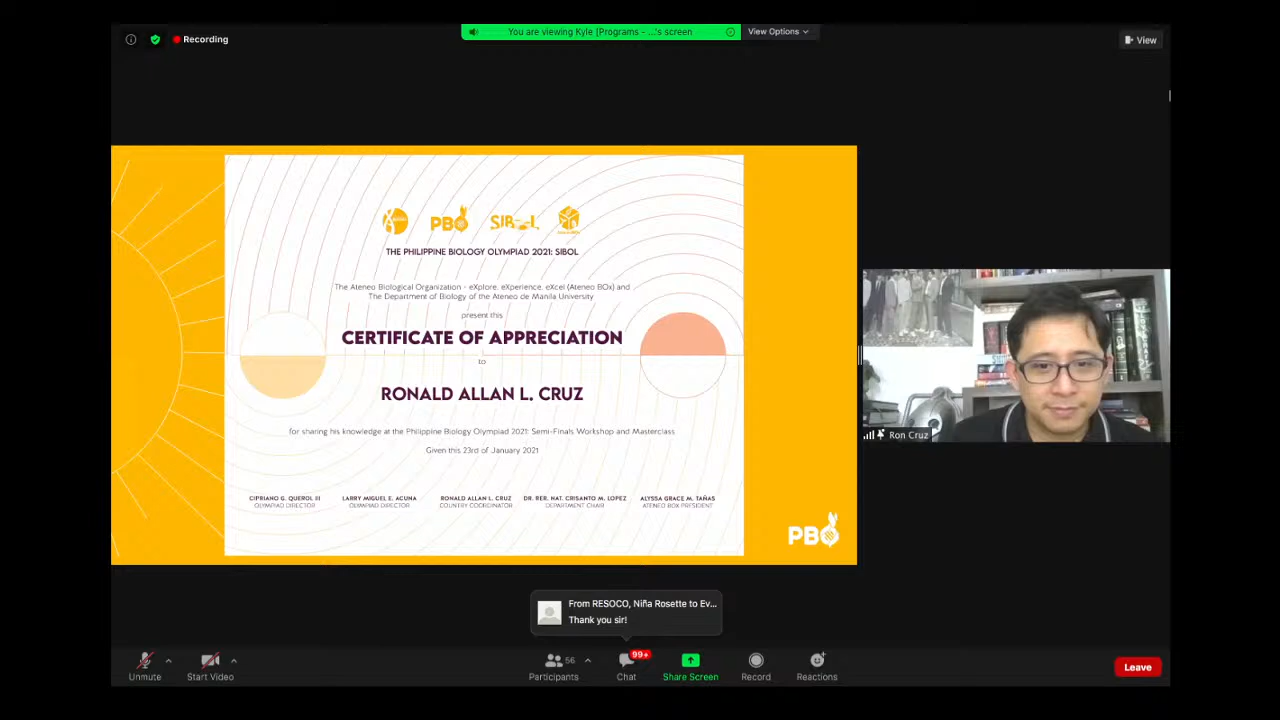 Recording
You are viewing Kyle [Programs - ...'s screen
View Options
View
PBO
SIBOL
THE PHILIPPINE BIOLOGY OLYMPIAD 2021: SIBOL
The Ateneo Biological Organization - eXplore. eXperience. eXcel (Ateneo BOx) and
The Department of Biology of the Ateneo de Manila University
present this
CERTIFICATE OF APPRECIATION
to
RONALD ALLAN L. CRUZ
for sharing his knowledge at the Philippine Biology Olympiad 2021: Semi-Finals Workshop and Masterclass
Given this 23rd of January 2021
CIPRIANO G. QUEROL III
OLYMPIAD DIRECTOR
LARRY MIGUEL E. ACUNA
OLYMPIAD DIRECTOR
RONALD ALLAN L. CRUZ
COUNTRY COORDINATOR
DR. RER. NAT. CRISANTO M. LOPEZ
DEPARTMENT CHAIR
ALYSSA GRACE M. TAÑAS
ATENEO BOX PRESIDENT
PBO
Ron Cruz
From RESOCO, Niña Rosette to Ev...
Thank you sir!
Unmute
Start Video
56
Participants
99+
Chat
Share Screen
Record
Reactions
Leave